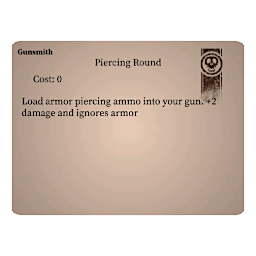 Gunsmith
Piercing Round
Cost: 0
Load armor piercing ammo into your gun. +2
damage and ignores armor